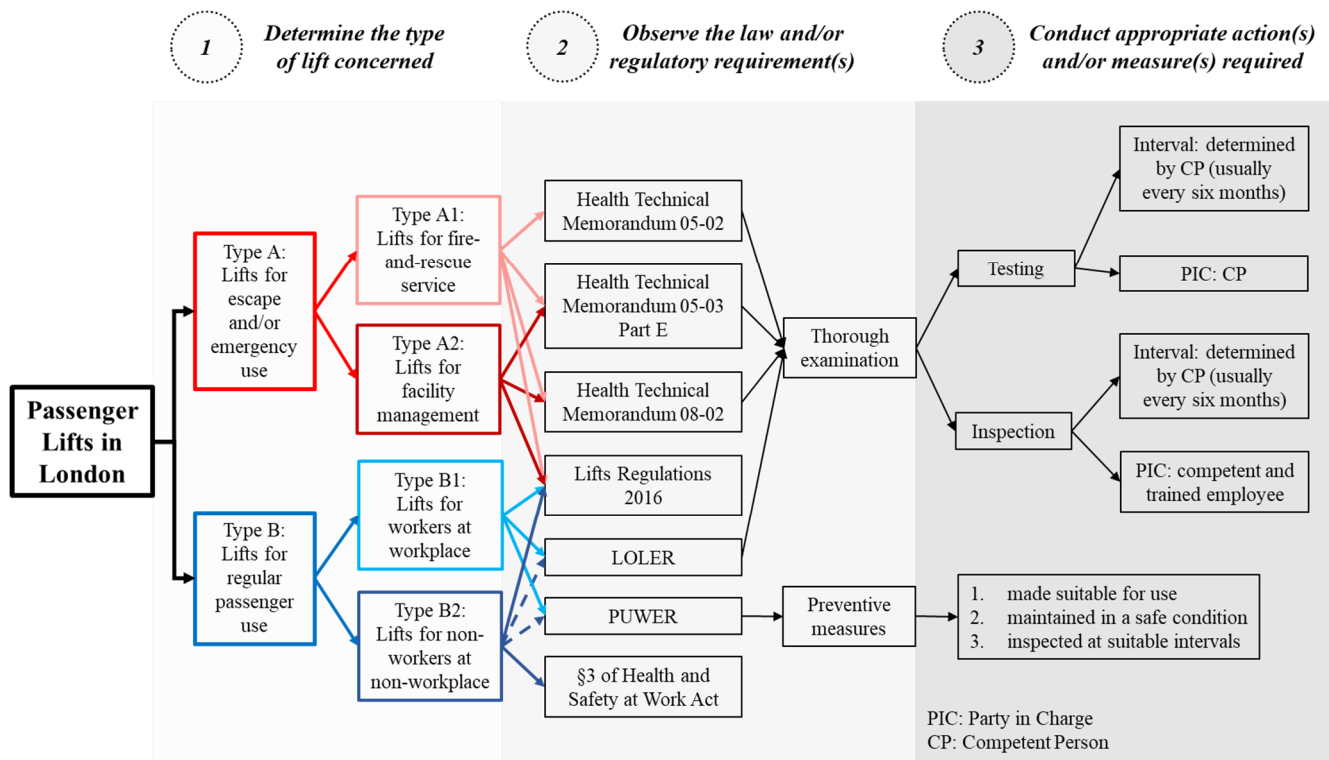 1
Determine the type
of lift concerned
2
Observe the law and/or
regulatory requirement(s)
3
Conduct appropriate action(s)
and/or measure(s) required
Passenger
Lifts in
London
Type A:
Lifts for
escape
and/or
emergency
use
Type B:
Lifts for
regular
passenger
use
Type A1:
Lifts for fire-
and-rescue
service
Type A2:
Lifts for
facility
management
Type B1:
Lifts for
workers at
workplace
Type B2:
Lifts for non-
workers at
non-workplace
Health Technical
Memorandum 05-02
Health Technical
Memorandum 05-03
Part E
Health Technical
Memorandum 08-02
Lifts Regulations
2016
LOLER
PUWER
§3 of Health and
Safety at Work Act
Thorough
examination
Preventive
measures
Testing
Inspection
Interval: determined
by CP (usually
every six months)
PIC: CP
Interval: determined
by CP (usually
every six months)
PIC: competent and
trained employee
1. made suitable for use
2. maintained in a safe condition
3. inspected at suitable intervals
PIC: Party in Charge
CP: Competent Person